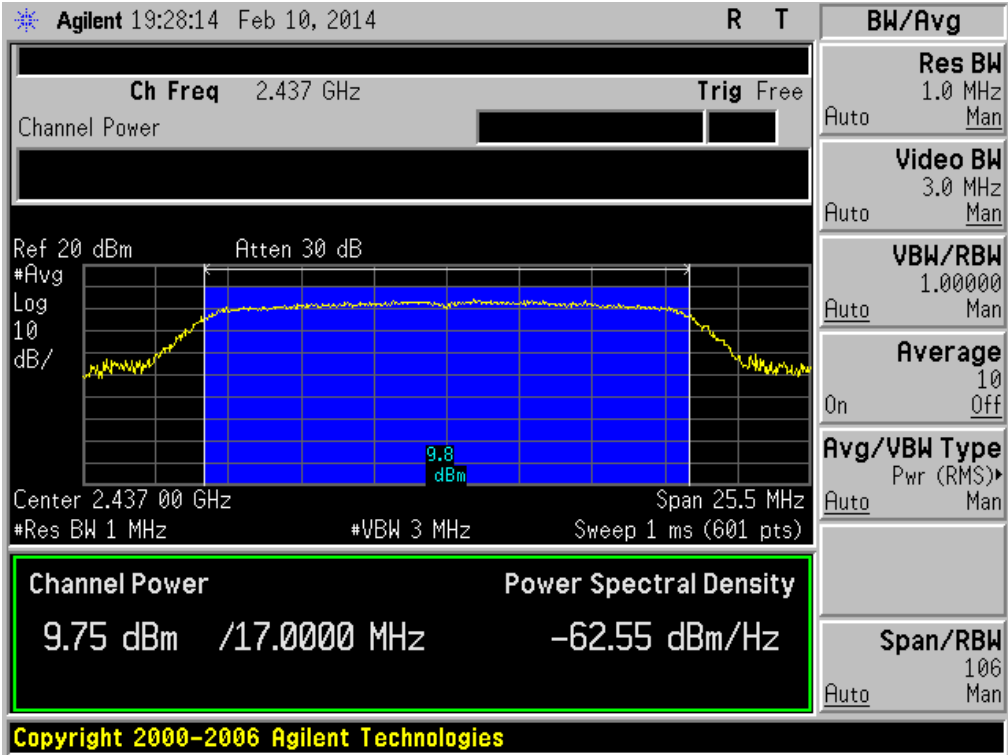 Agilent 19:28:14 Feb 10, 2014 R T
Ch Freq 2.437 GHz Trig Free
Channel Power
Ref 20 dBm Atten 30 dB
#Avg
Log
10
dB/
9.8
dBm
Center 2.437 00 GHz Span 25.5 MHz
#Res BW 1 MHz #VBW 3 MHz Sweep 1 ms (601 pts)
Channel Power Power Spectral Density
9.75 dBm /17.0000 MHz -62.55 dBm/Hz
Copyright 2000-2006 Agilent Technologies
BW/Avg
Res BW
1.0 MHz
Auto Man
Video BW
3.0 MHz
Auto Man
VBW/RBW
1.00000
Auto Man
Average
10
On Off
Avg/VBW Type
Pwr (RMS)▸
Auto Man
Span/RBW
106
Auto Man